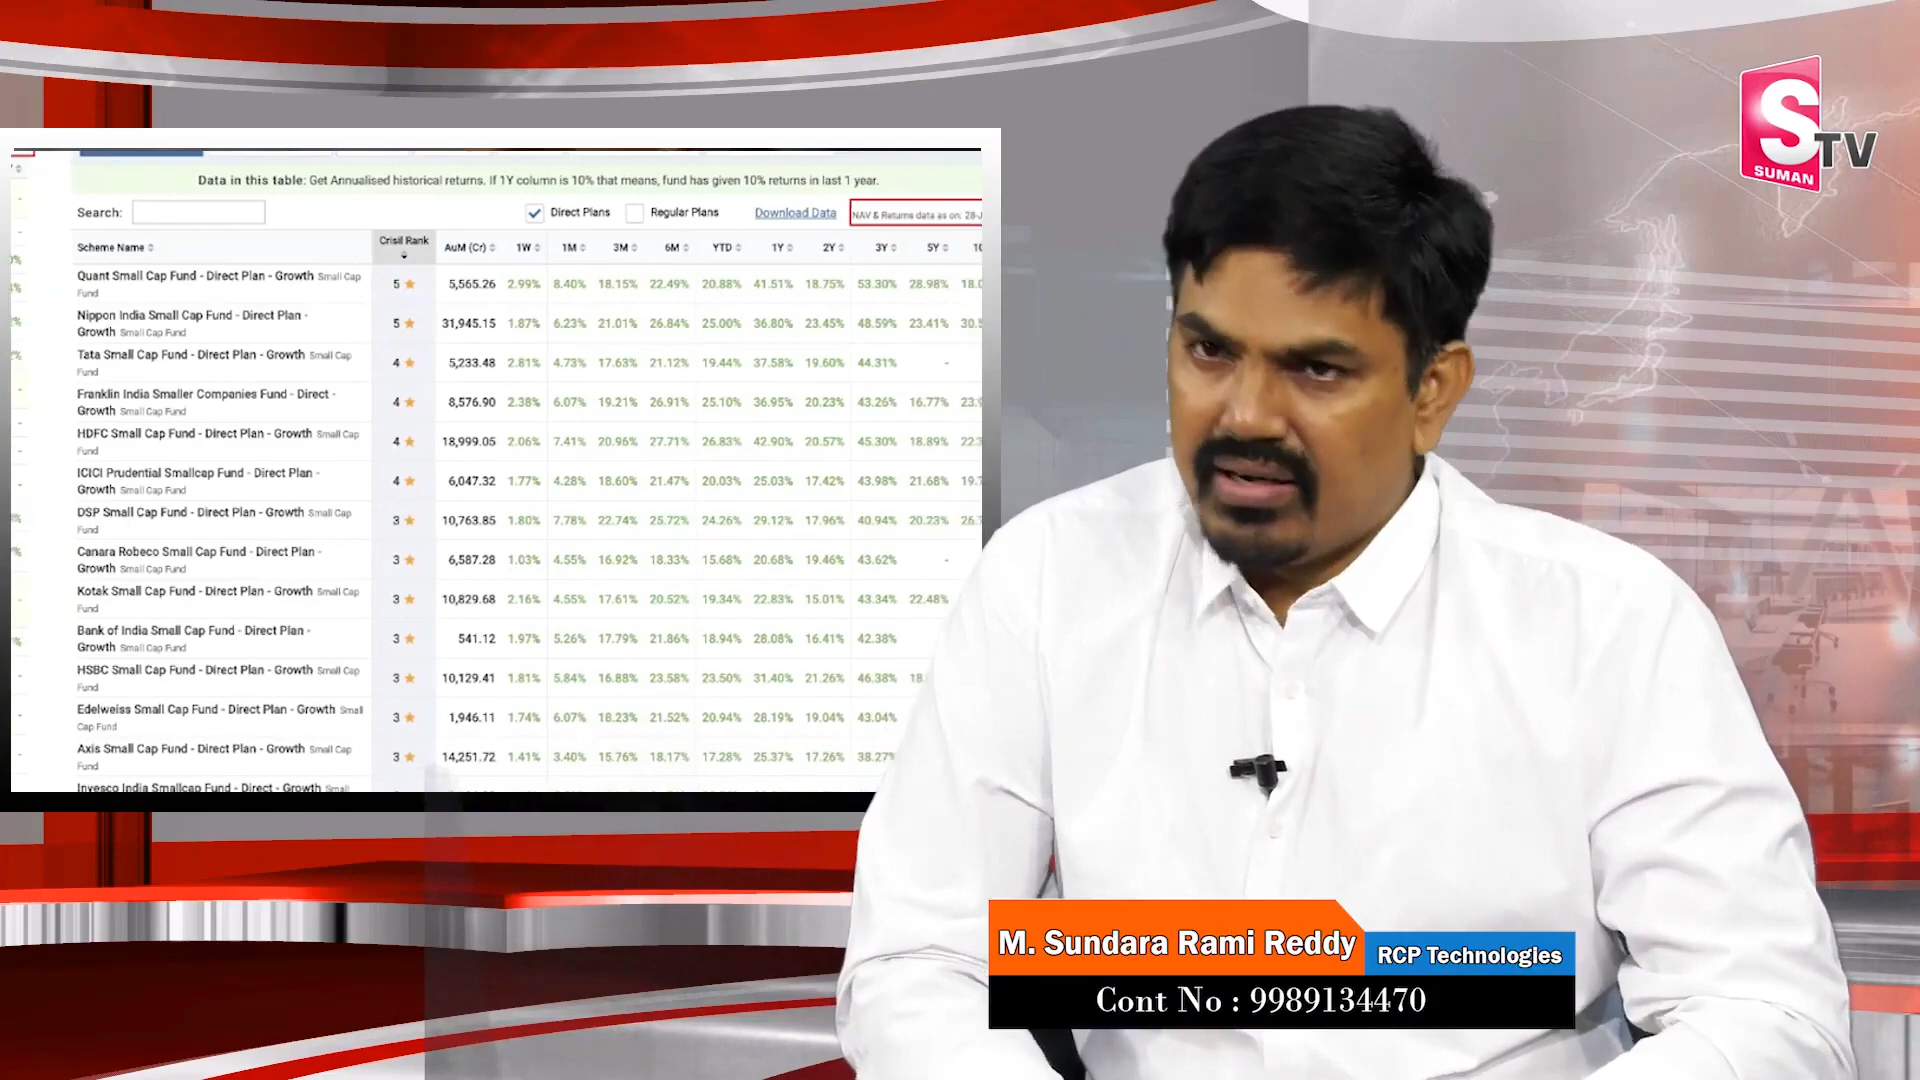 S
TV
SUMAN
Data in this table: Get Annualised historical returns. If 1Y column is 10% that means, fund has given 10% returns in last 1 year.
Search: Direct Plans Regular Plans Download Data NAV & Returns data as on: 28-J
Scheme Name Crisil Rank AuM (Cr) 1W 1M 3M 6M YTD 1Y 2Y 3Y 5Y 10
Quant Small Cap Fund - Direct Plan - Growth Small Cap
Fund
5 5,565.26 2.99% 8.40% 18.15% 22.49% 20.88% 41.51% 18.75% 53.30% 28.98% 18.0
Nippon India Small Cap Fund - Direct Plan -
Growth Small Cap Fund
5 31,945.15 1.87% 6.23% 21.01% 26.84% 25.00% 36.80% 23.45% 48.59% 23.41% 30.5
Tata Small Cap Fund - Direct Plan - Growth Small Cap
Fund
4 5,233.48 2.81% 4.73% 17.63% 21.12% 19.44% 37.58% 19.60% 44.31% -
Franklin India Smaller Companies Fund - Direct -
Growth Small Cap Fund
4 8,576.90 2.38% 6.07% 19.21% 26.91% 25.10% 36.95% 20.23% 43.26% 16.77% 23.9
HDFC Small Cap Fund - Direct Plan - Growth Small Cap
Fund
4 18,999.05 2.06% 7.41% 20.96% 27.71% 26.83% 42.90% 20.57% 45.30% 18.89% 22.3
ICICI Prudential Smallcap Fund - Direct Plan -
Growth Small Cap Fund
4 6,047.32 1.77% 4.28% 18.60% 21.47% 20.03% 25.03% 17.42% 43.98% 21.68% 19.7
DSP Small Cap Fund - Direct Plan - Growth Small Cap
Fund
3 10,763.85 1.80% 7.78% 22.74% 25.72% 24.26% 29.12% 17.96% 40.94% 20.23% 26.7
Canara Robeco Small Cap Fund - Direct Plan -
Growth Small Cap Fund
3 6,587.28 1.03% 4.55% 16.92% 18.33% 15.68% 20.68% 19.46% 43.62% -
Kotak Small Cap Fund - Direct Plan - Growth Small Cap
Fund
3 10,829.68 2.16% 4.55% 17.61% 20.52% 19.34% 22.83% 15.01% 43.34% 22.48%
Bank of India Small Cap Fund - Direct Plan -
Growth Small Cap Fund
3 541.12 1.97% 5.26% 17.79% 21.86% 18.94% 28.08% 16.41% 42.38%
HSBC Small Cap Fund - Direct Plan - Growth Small Cap
Fund
3 10,129.41 1.81% 5.84% 16.88% 23.58% 23.50% 31.40% 21.26% 46.38% 18.
Edelweiss Small Cap Fund - Direct Plan - Growth Small
Cap Fund
3 1,946.11 1.74% 6.07% 18.23% 21.52% 20.94% 28.19% 19.04% 43.04%
Axis Small Cap Fund - Direct Plan - Growth Small Cap
Fund
3 14,251.72 1.41% 3.40% 15.76% 18.17% 17.28% 25.37% 17.26% 38.27%
Invesco India Smallcap Fund - Direct - Growth Small
M. Sundara Rami Reddy
RCP Technologies
Cont No : 9989134470